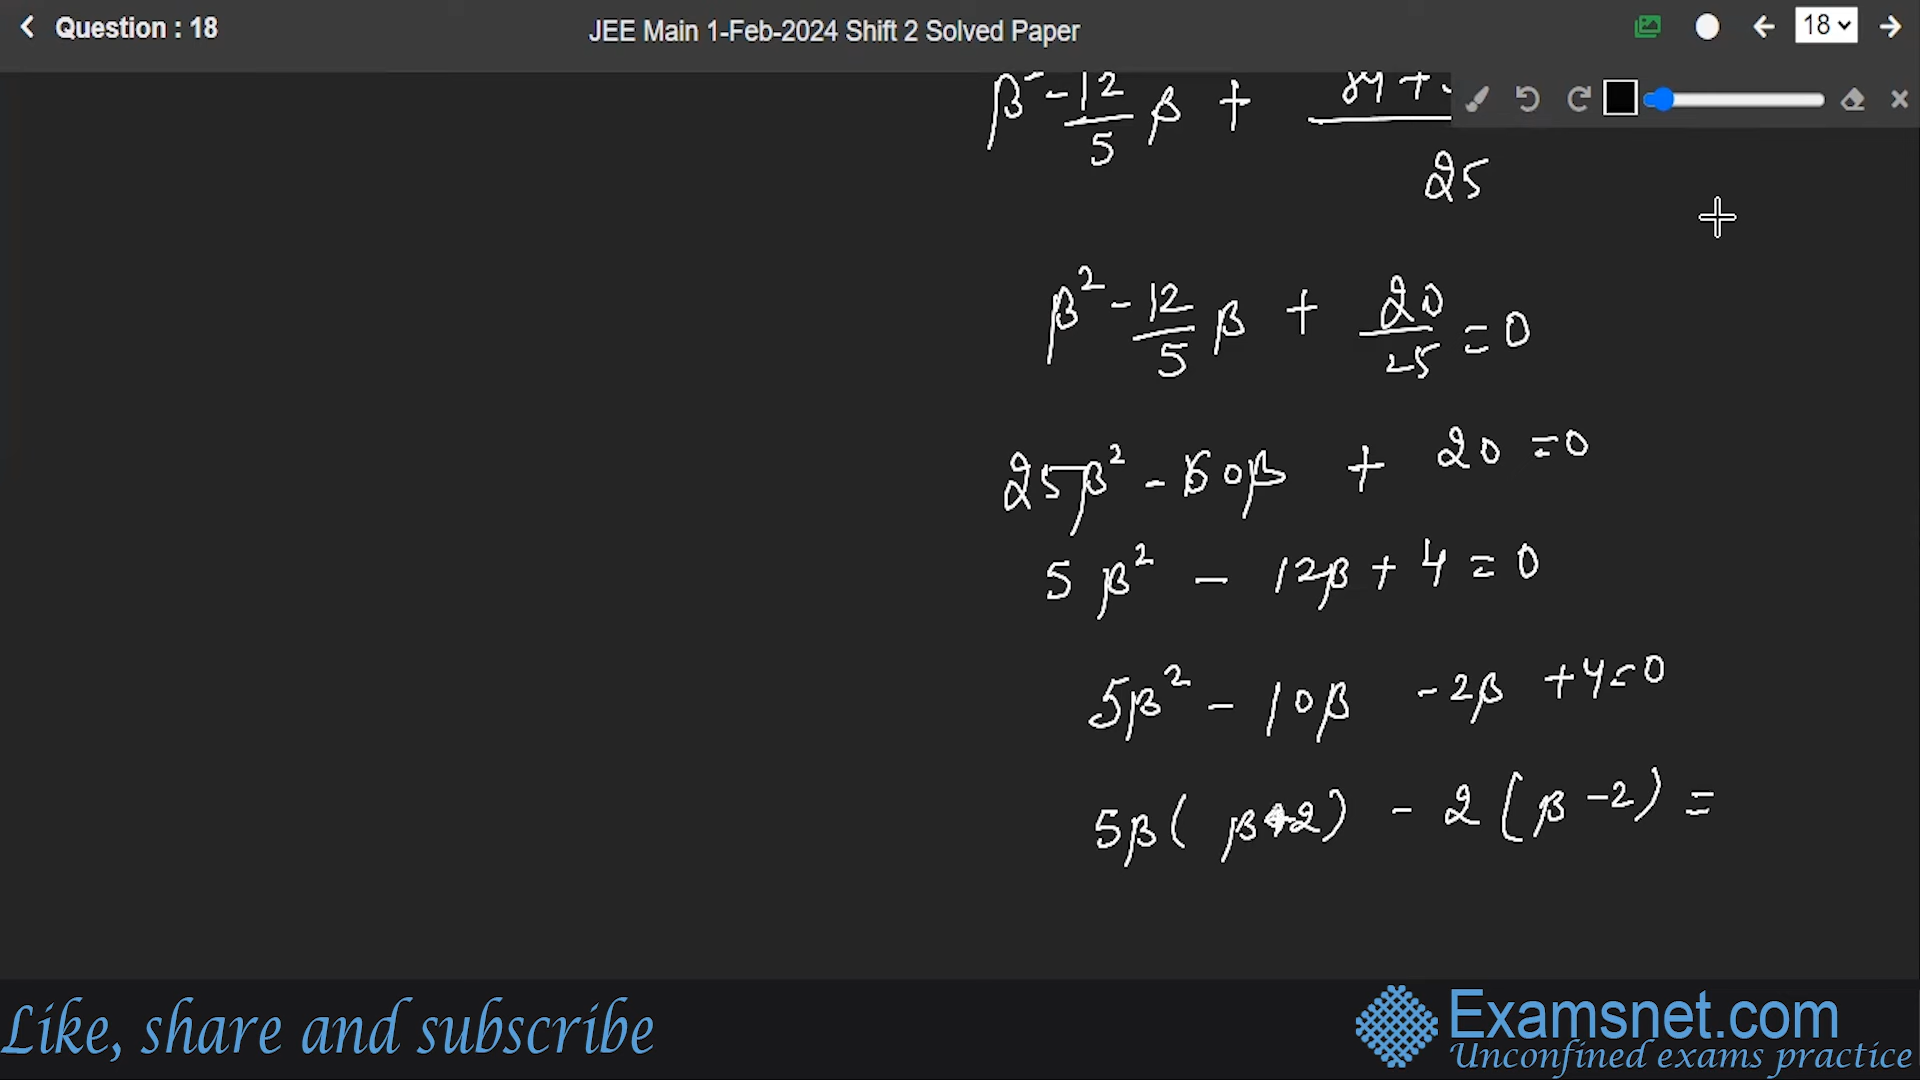 Question : 18
JEE Main 1-Feb-2024 Shift 2 Solved Paper
18
β² - 12/5 β + 84 + /25
β² - 12/5 β + 20/25 = 0
25β² - 60β + 20 = 0
5β² - 12β + 4 = 0
5β² - 10β - 2β + 4 = 0
5β(β-2) - 2(β-2) =
Like, share and subscribe
Examsnet.com
Unconfined exams practice